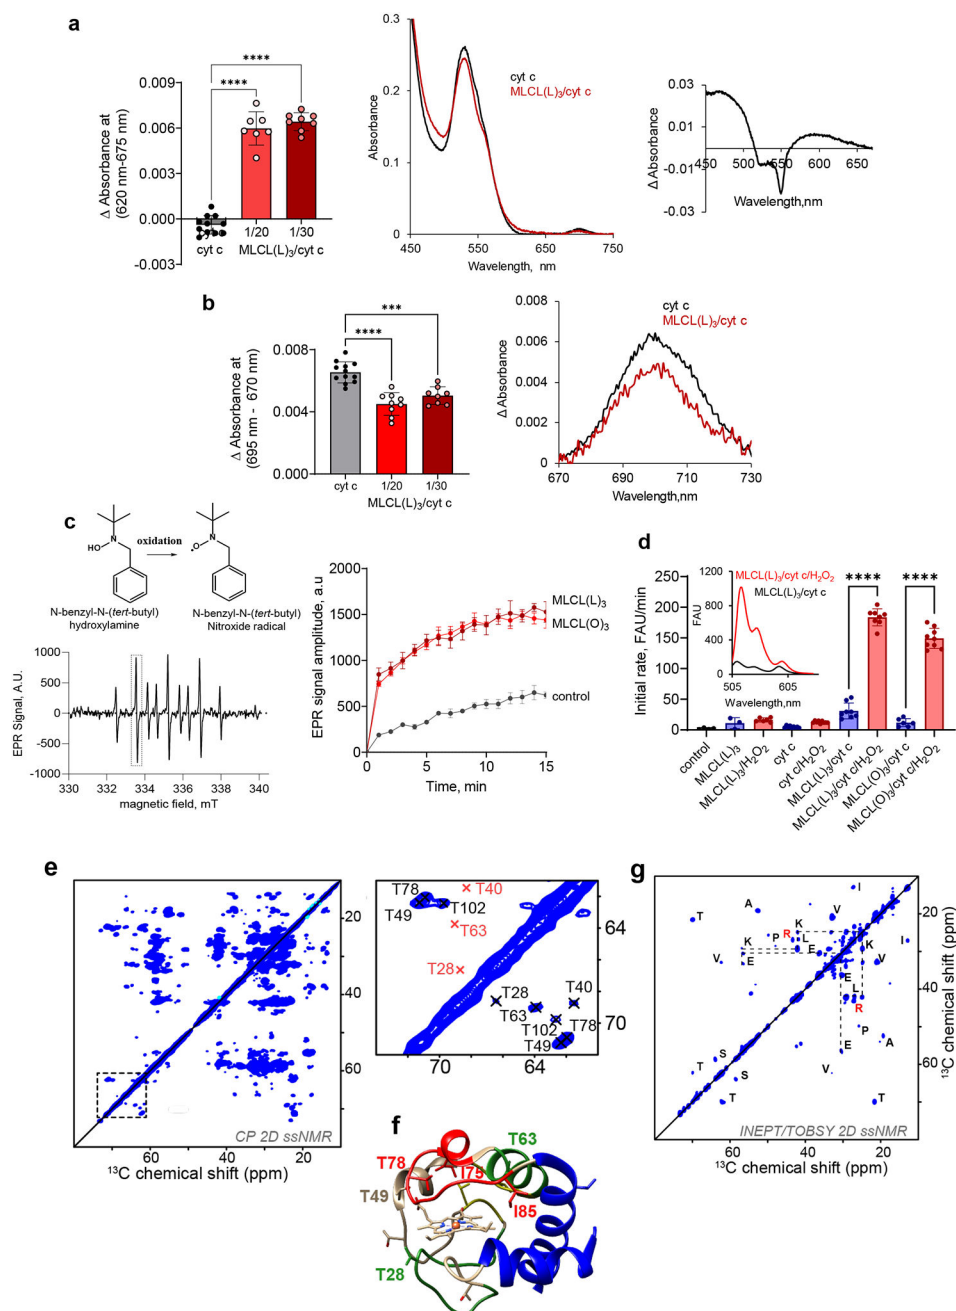 a
Δ Absorbance at
(620 nm-675 nm)
0.009
0.006
0.003
0.000
-0.003
****
****
cyt c
1/20
1/30
MLCL(L)3/cyt c
Absorbance
0.3
0.2
0.1
0
450
550
650
750
Wavelength, nm
cyt c
MLCL(L)3/cyt c
Δ Absorbance
0.03
0.01
-0.01
-0.03
450
500
550
600
650
Wavelength,nm
b
Δ Absorbance at
(695 nm - 670 nm)
0.008
0.004
0.000
***
****
cyt c
1/20
1/30
MLCL(L)3/cyt c
Δ Absorbance
0.008
0.006
0.004
0.002
0
670
690
710
730
Wavelength,nm
cyt c
MLCL(L)3/cyt c
c
HO
N
oxidation
•O
N
N-benzyl-N-(tert-butyl)
hydroxylamine
N-benzyl-N-(tert-butyl)
Nitroxide radical
EPR Signal, A.U.
1000
500
0
-500
-1000
330
332
334
336
338
340
magnetic field, mT
EPR signal amplitude, a.u
2000
1500
1000
500
0
0
5
10
15
Time, min
MLCL(L)3
MLCL(O)3
control
d
Initial rate, FAU/min
250
200
150
100
50
0
MLCL(L)3/cyt c/H2O2
MLCL(L)3/cyt c
FAU
1200
800
400
0
505
605
Wavelength,nm
****
****
control
MLCL(L)3
MLCL(L)3/H2O2
cyt c
cyt c/H2O2
MLCL(L)3/cyt c
MLCL(L)3/cyt c/H2O2
MLCL(O)3/cyt c
MLCL(O)3/cyt c/H2O2
e
20
40
60
CP 2D ssNMR
60
40
20
13C chemical shift (ppm)
T78
T49
T102
T40
T63
T28
T28
T63
T102
T49
T40
T78
64
70
70
64
13C chemical shift (ppm)
f
T63
T78
I75
T49
I85
T28
g
I
A
T
V
K
P
R
L
K
E
V
E
K
I
V
E
L
R
P
A
E
S
T
S
T
V
T
20
40
60
INEPT/TOBSY 2D ssNMR
60
40
20
13C chemical shift (ppm)
13C chemical shift (ppm)